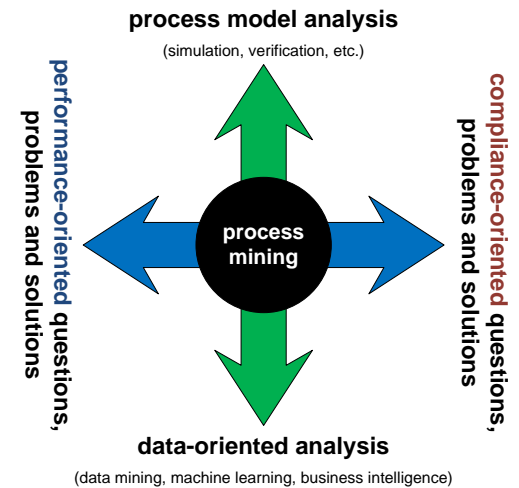 process model analysis
(simulation, verification, etc.)
performance-oriented questions,
problems and solutions
process
mining
compliance-oriented questions,
problems and solutions
data-oriented analysis
(data mining, machine learning, business intelligence)